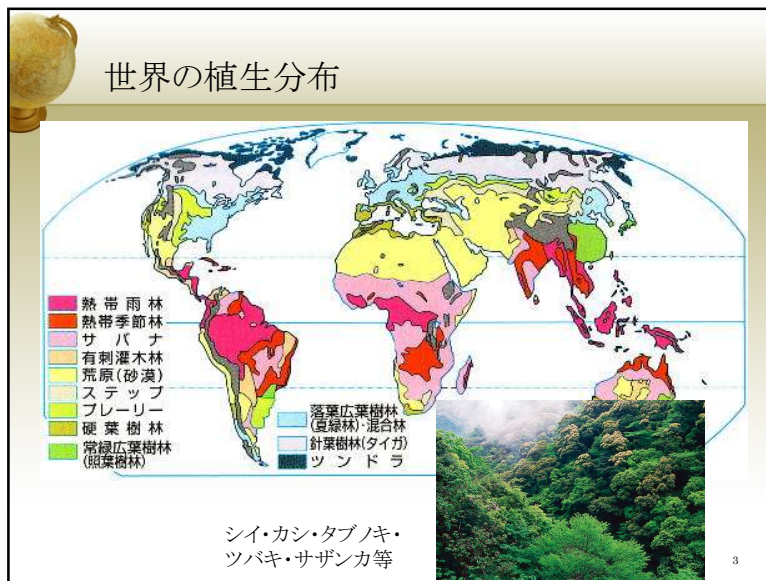 世界の植生分布
熱帯雨林
熱帯季節林
サバナ
有刺灌木林
荒原(砂漠)
ステップ
プレーリー
硬葉樹林
常緑広葉樹林
(照葉樹林)
落葉広葉樹林
(夏緑林)・混合林
針葉樹林(タイガ)
ツンドラ
シイ・カシ・タブノキ・
ツバキ・サザンカ等
3